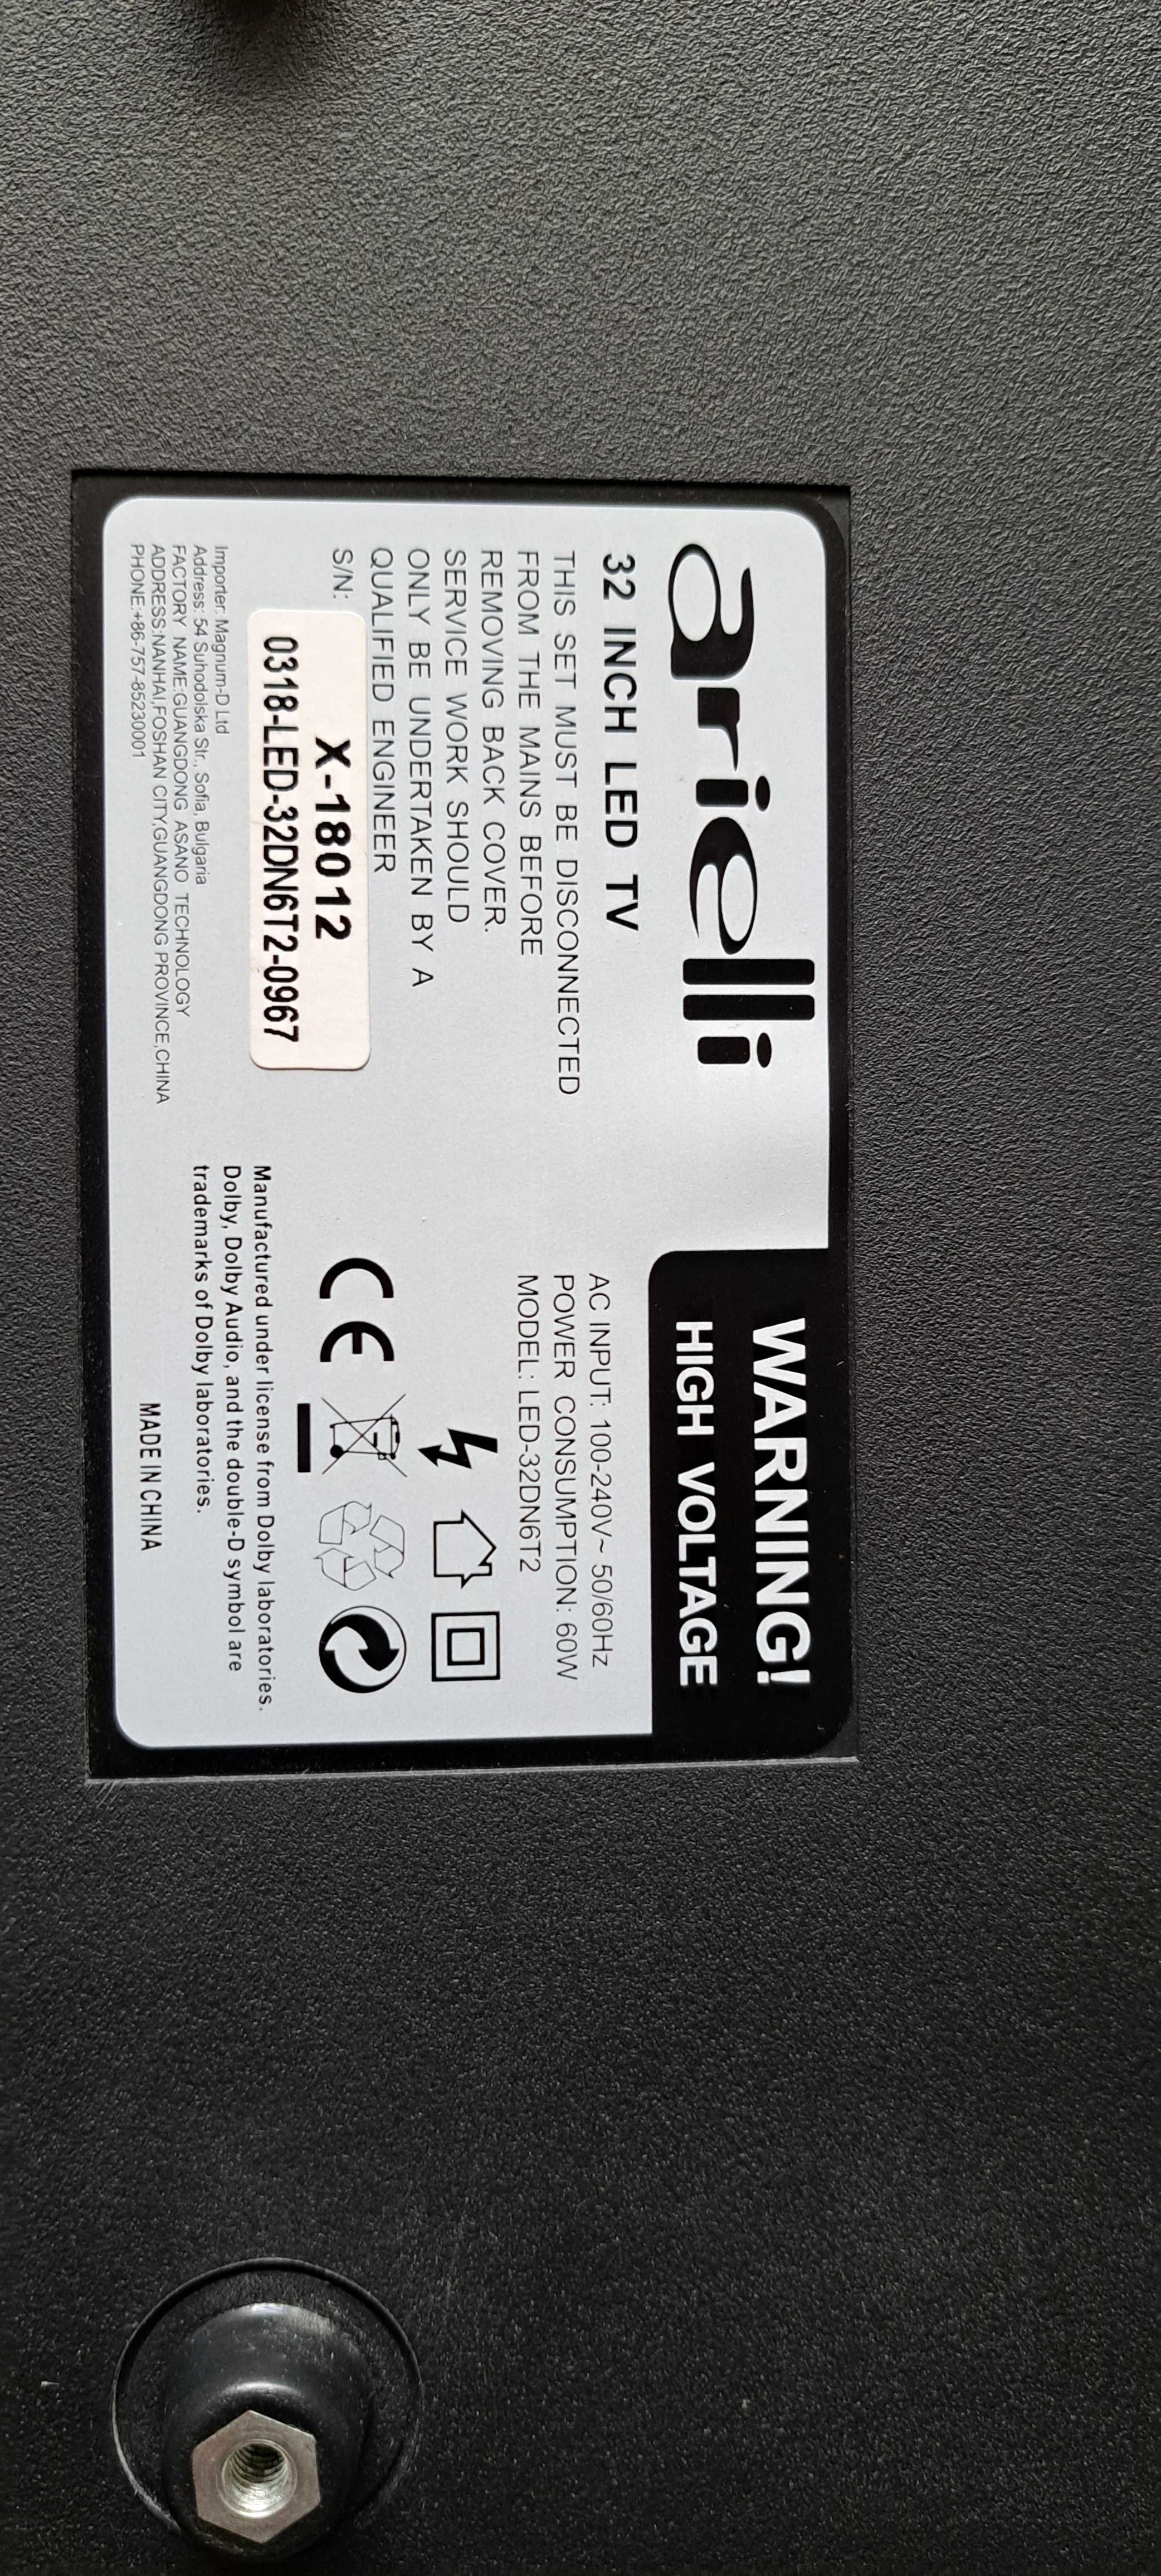 arielli
32 INCH LED TV
THIS SET MUST BE DISCONNECTED
FROM THE MAINS BEFORE
REMOVING BACK COVER.
SERVICE WORK SHOULD
ONLY BE UNDERTAKEN BY A
QUALIFIED ENGINEER
S/N:
X-18012
0318-LED-32DN6T2-0967
Importer: Magnum-D Ltd
Address: 54 Suhodolska Str., Sofia, Bulgaria
FACTORY NAME:GUANGDONG ASANO TECHNOLOGY
ADDRESS:NANHAI,FOSHAN CITY,GUANGDONG PROVINCE,CHINA
PHONE:+86-757-85230001
WARNING!
HIGH VOLTAGE
AC INPUT: 100-240V~ 50/60Hz
POWER CONSUMPTION: 60W
MODEL: LED-32DN6T2
CE
Manufactured under license from Dolby laboratories.
Dolby, Dolby Audio, and the double-D symbol are
trademarks of Dolby laboratories.
MADE IN CHINA